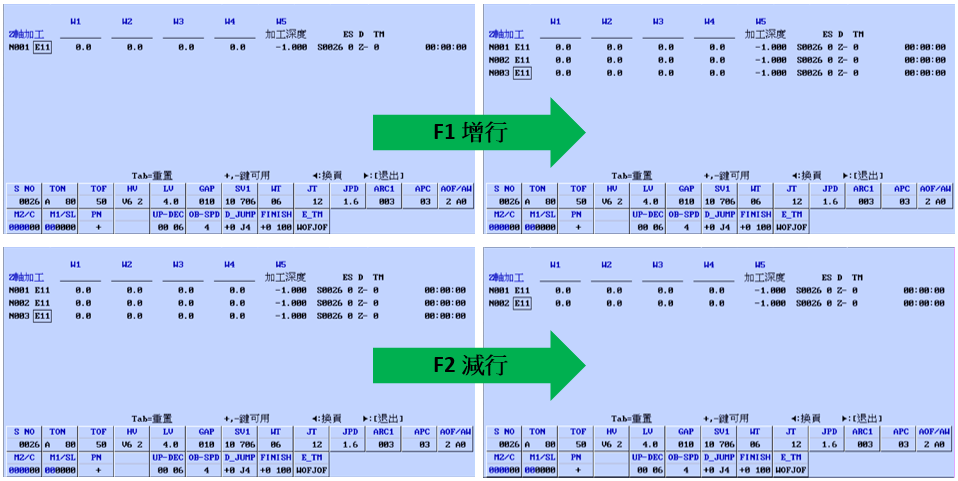 W1 W2 W3 W4 W5
Z軸加工 加工深度 ES D TM
N001 E11 0.0 0.0 0.0 0.0 -1.000 S0026 0 Z- 0 00:00:00
Tab=重置 +,-鍵可用 ◄:換頁 ►:[退出]
S NO TON TOF HV LV GAP SV1 WT JT JPD ARC1 APC AOF/AW
0026 A 80 50 V6 2 4.0 010 10 706 06 12 1.6 003 03 2 A0
M2/C M1/SL PN UP-DEC OB-SPD D_JUMP FINISH E_TM
000000 000000 + 00 06 4 +0 J4 +0 100 WOFJOF
F1 增行
W1 W2 W3 W4 W5
Z軸加工 加工深度 ES D TM
N001 E11 0.0 0.0 0.0 0.0 -1.000 S0026 0 Z- 0 00:00:00
N002 E11 0.0 0.0 0.0 0.0 -1.000 S0026 0 Z- 0 00:00:00
N003 E11 0.0 0.0 0.0 0.0 -1.000 S0026 0 Z- 0 00:00:00
Tab=重置 +,-鍵可用 ◄:換頁 ►:[退出]
S NO TON TOF HV LV GAP SV1 WT JT JPD ARC1 APC AOF/AW
0026 A 80 50 V6 2 4.0 010 10 706 06 12 1.6 003 03 2 A0
M2/C M1/SL PN UP-DEC OB-SPD D_JUMP FINISH E_TM
000000 000000 + 00 06 4 +0 J4 +0 100 WOFJOF
W1 W2 W3 W4 W5
Z軸加工 加工深度 ES D TM
N001 E11 0.0 0.0 0.0 0.0 -1.000 S0026 0 Z- 0 00:00:00
N002 E11 0.0 0.0 0.0 0.0 -1.000 S0026 0 Z- 0 00:00:00
N003 E11 0.0 0.0 0.0 0.0 -1.000 S0026 0 Z- 0 00:00:00
Tab=重置 +,-鍵可用 ◄:換頁 ►:[退出]
S NO TON TOF HV LV GAP SV1 WT JT JPD ARC1 APC AOF/AW
0026 A 80 50 V6 2 4.0 010 10 706 06 12 1.6 003 03 2 A0
M2/C M1/SL PN UP-DEC OB-SPD D_JUMP FINISH E_TM
000000 000000 + 00 06 4 +0 J4 +0 100 WOFJOF
F2 減行
W1 W2 W3 W4 W5
Z軸加工 加工深度 ES D TM
N001 E11 0.0 0.0 0.0 0.0 -1.000 S0026 0 Z- 0 00:00:00
N002 E11 0.0 0.0 0.0 0.0 -1.000 S0026 0 Z- 0 00:00:00
Tab=重置 +,-鍵可用 ◄:換頁 ►:[退出]
S NO TON TOF HV LV GAP SV1 WT JT JPD ARC1 APC AOF/AW
0026 A 80 50 V6 2 4.0 010 10 706 06 12 1.6 003 03 2 A0
M2/C M1/SL PN UP-DEC OB-SPD D_JUMP FINISH E_TM
000000 000000 + 00 06 4 +0 J4 +0 100 WOFJOF